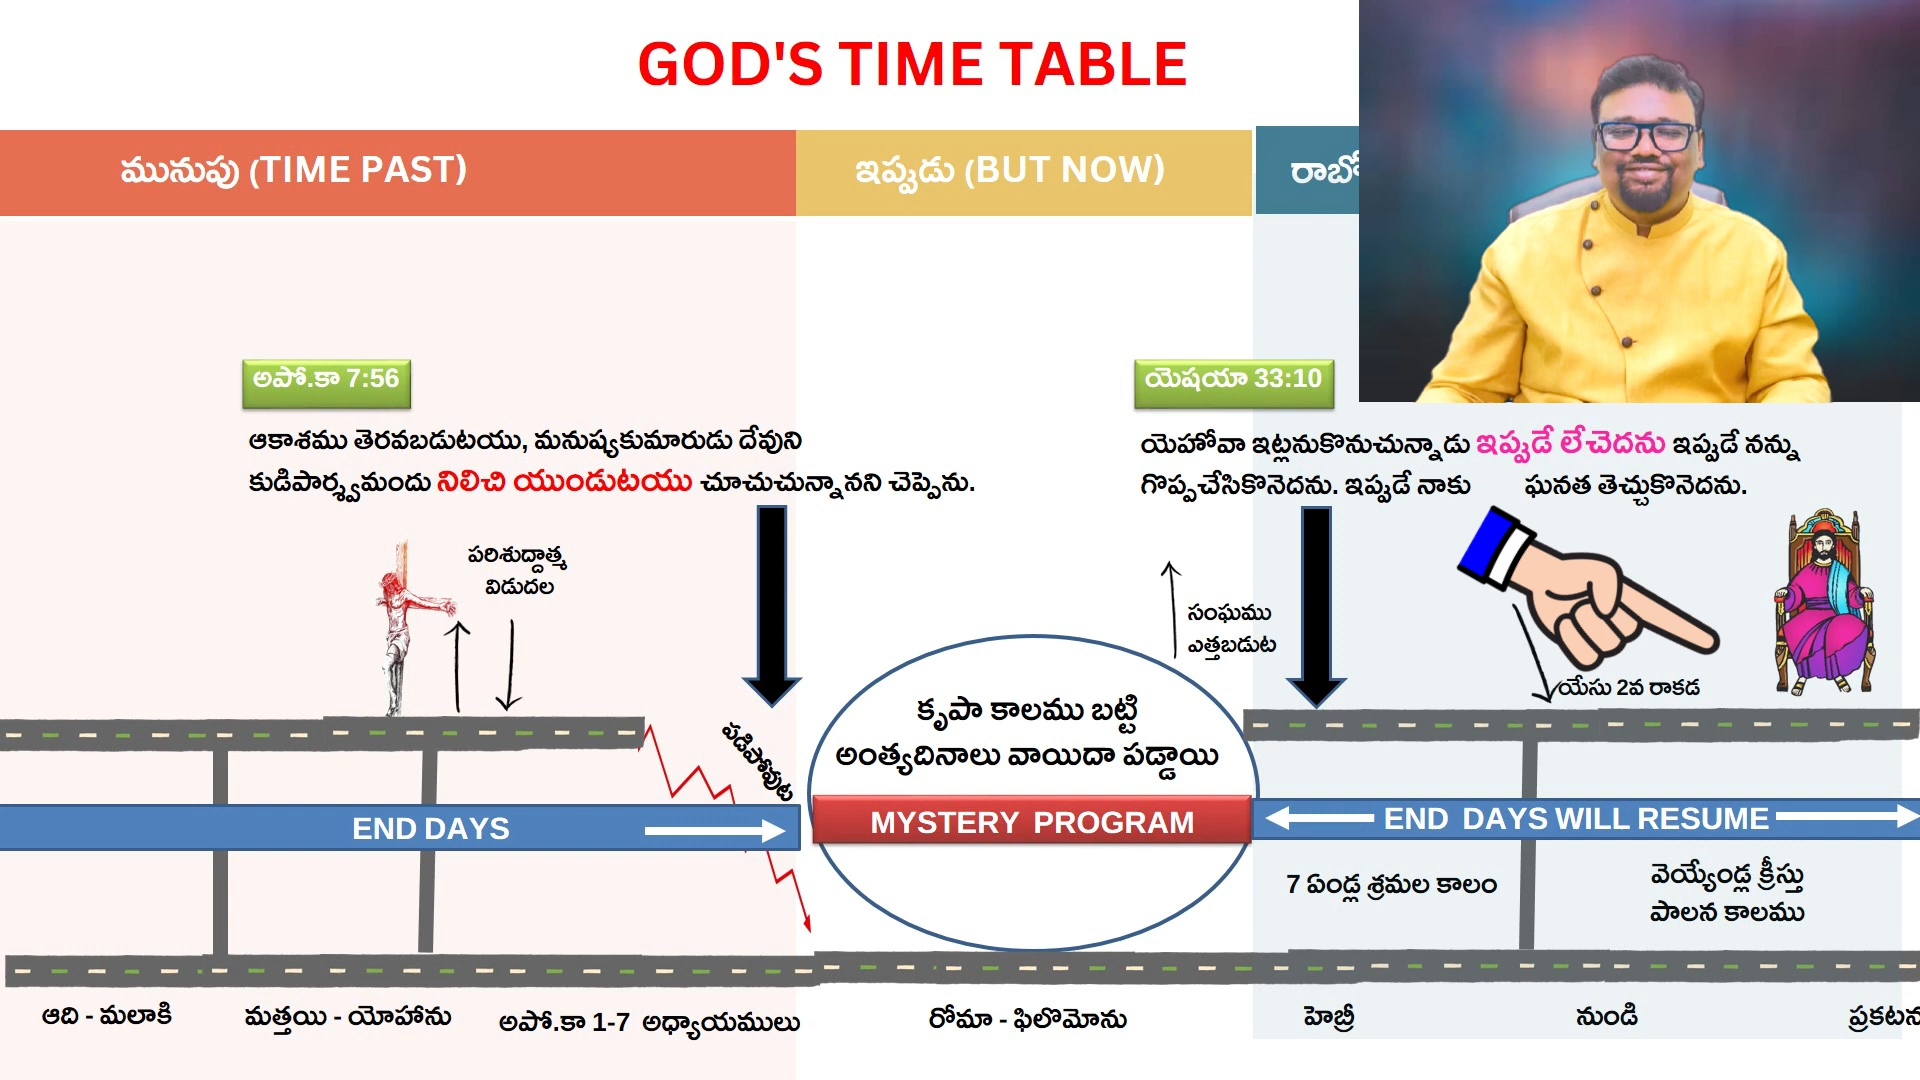 GOD'S TIME TABLE
మునుపు (TIME PAST)
ఇప్పుడు (BUT NOW)
అపో.కా 7:56
ఆకాశము తెరవబడుటయు, మనుష్యకుమారుడు దేవుని
కుడిపార్శ్వమందు నిలిచి యుండుటయు చూచుచున్నానని చెప్పెను.
యెషయా 33:10
యెహోవా ఇట్లనుకొనుచున్నాడు ఇప్పుడే లేచెదను ఇప్పుడే నన్ను
గొప్పచేసికొనెదను. ఇప్పుడే నాకు ఘనత తెచ్చుకొనెదను.
పరిశుద్దాత్మ
విడుదల
సంఘము
ఎత్తబడుట
యేసు 2వ రాకడ
పడిపోవుట
కృపా కాలము బట్టి
అంత్యదినాలు వాయిదా పడ్డాయి
END DAYS
MYSTERY PROGRAM
END DAYS WILL RESUME
7 ఏండ్ల శ్రమల కాలం
వెయ్యేండ్ల క్రీస్తు
పాలన కాలము
ఆది - మలాకి
మత్తయి - యోహాను
అపో.కా 1-7 అధ్యాయములు
రోమా - ఫిలొమోను
హెబ్రీ
నుండి